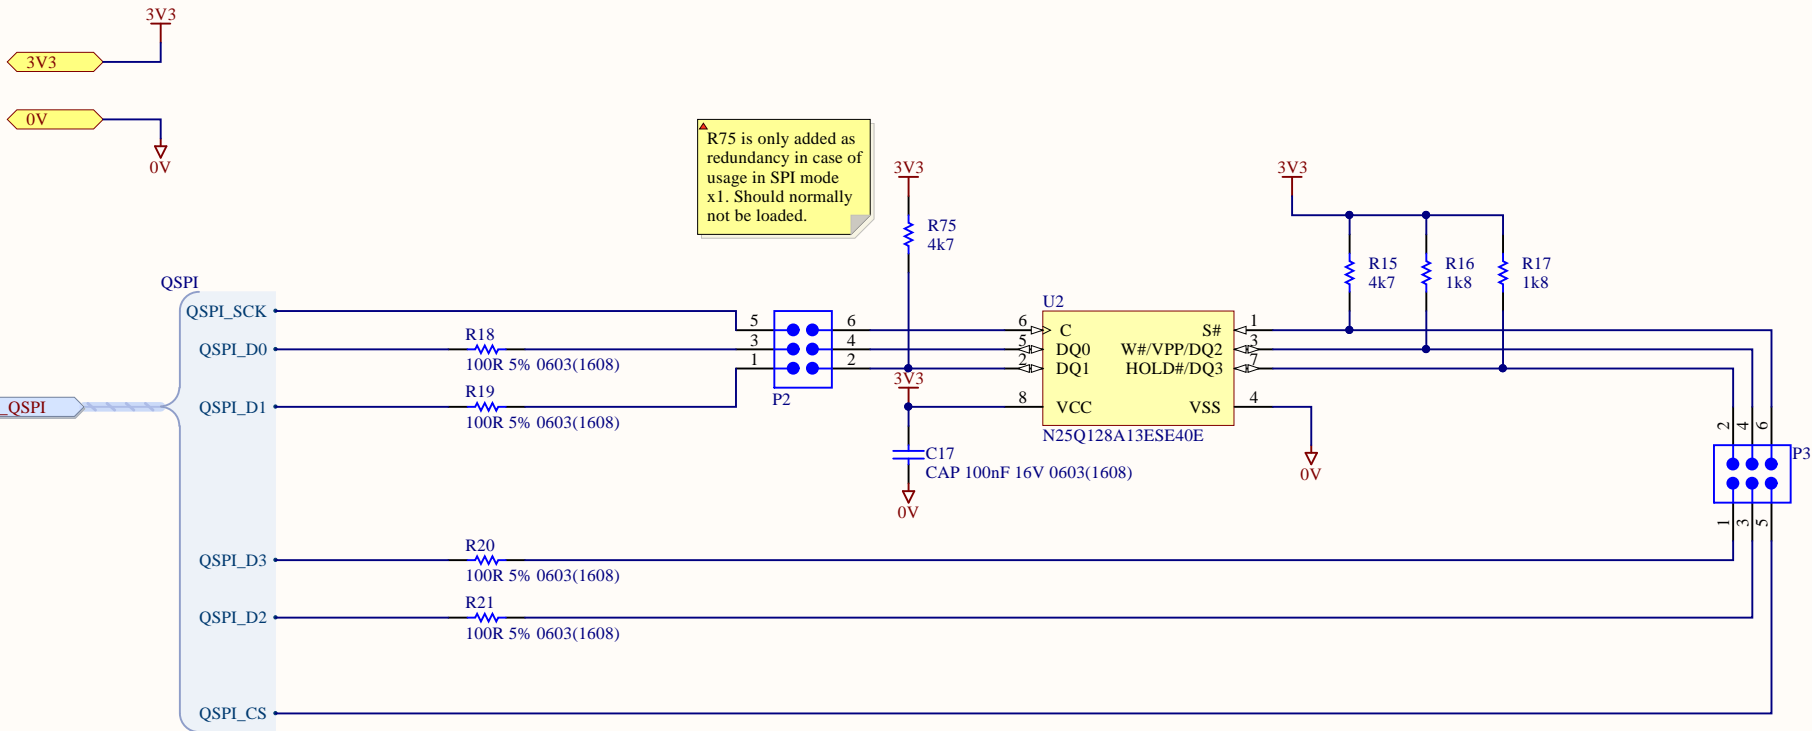 3V3
3V3
0V
0V
R75 is only added as
redundancy in case of
usage in SPI mode
x1. Should normally
not be loaded.
3V3
R75
4k7
3V3
R15
4k7
R16
1k8
R17
1k8
QSPI
QSPI_SCK
QSPI_D0
QSPI_D1
QSPI_D3
QSPI_D2
QSPI_CS
_QSPI
R18
100R 5% 0603(1608)
R19
100R 5% 0603(1608)
5
3
1
6
4
2
P2
U2
6
5
2
8
C
DQ0
DQ1
VCC
S#
W#/VPP/DQ2
HOLD#/DQ3
VSS
1
3
7
4
N25Q128A13ESE40E
3V3
C17
CAP 100nF 16V 0603(1608)
0V
0V
2
4
6
P3
1
3
5
R20
100R 5% 0603(1608)
R21
100R 5% 0603(1608)